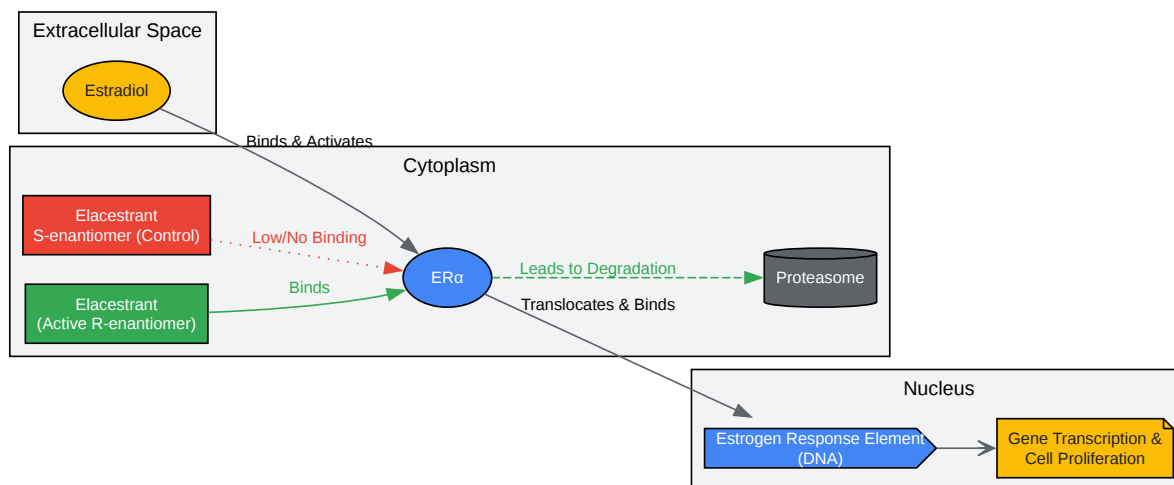 Extracellular Space
Estradiol
Binds & Activates
Cytoplasm
Elacestrant
S-enantiomer (Control)
Low/No Binding
Elacestrant
(Active R-enantiomer)
Binds
ERα
Leads to Degradation
Proteasome
Translocates & Binds
Nucleus
Estrogen Response Element
(DNA)
Gene Transcription &
Cell Proliferation